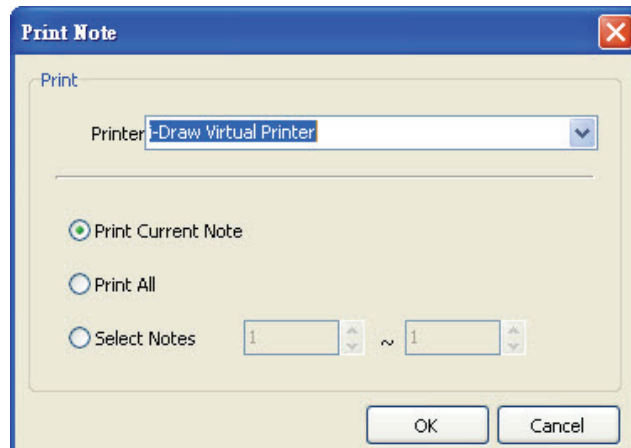 Print Note
Print
Printer i-Draw Virtual Printer
Print Current Note
Print All
Select Notes 1 ~ 1
OK Cancel